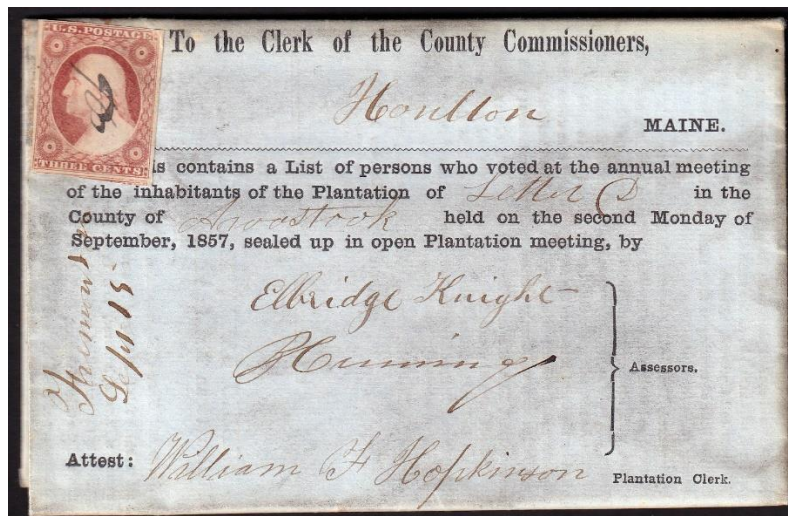 U.S. POSTAGE
THREE CENTS
To the Clerk of the County Commissioners,
Houlton
MAINE.
is contains a List of persons who voted at the annual meeting
of the inhabitants of the Plantation of Letter D in the
County of Aroostook held on the second Monday of
September, 1857, sealed up in open Plantation meeting, by
Elbridge Knight
Assessors.
Attest: William F Hopkinson Plantation Clerk.
Sept 15